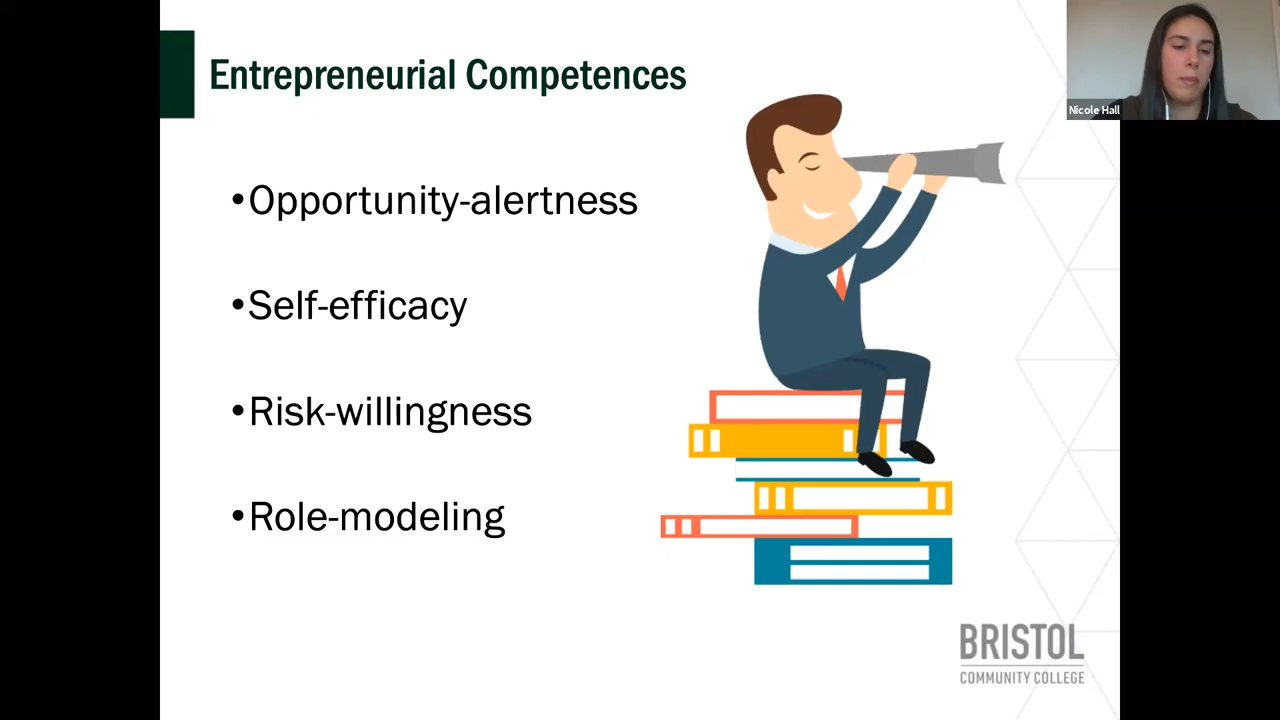 Entrepreneurial Competences
Nicole Hall
•Opportunity-alertness
•Self-efficacy
•Risk-willingness
•Role-modeling
BRISTOL
COMMUNITY COLLEGE